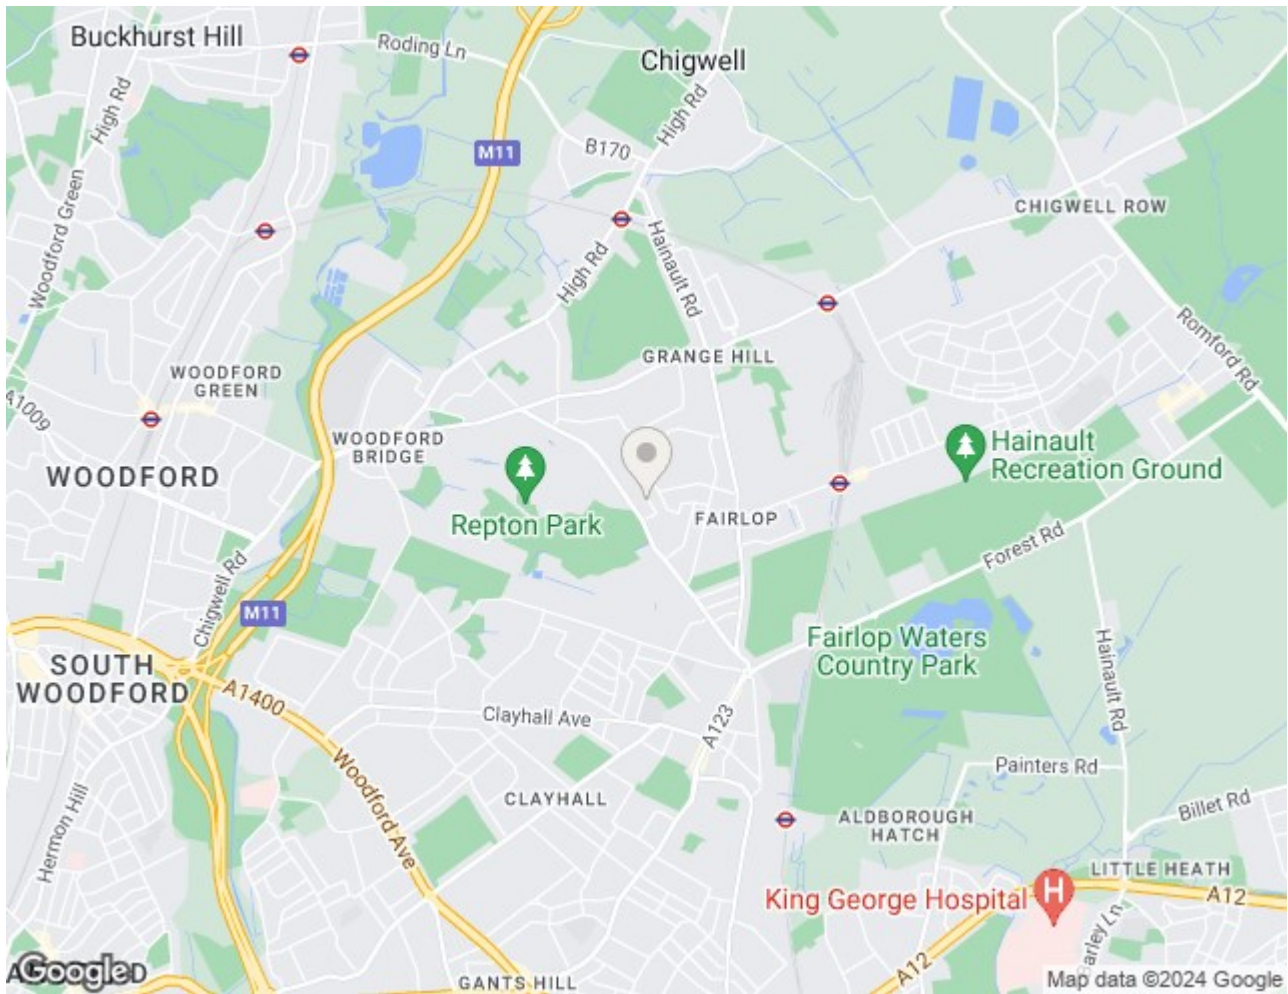 Buckhurst Hill
Roding Ln
Chigwell
High Rd
High Rd
M11
B170
Woodford Green
CHIGWELL ROW
Hainault Rd
High Rd
Romford Rd
GRANGE HILL
WOODFORD
GREEN
A1009
WOODFORD
BRIDGE
Hainault
Recreation Ground
WOODFORD
Repton Park
FAIRLOP
Forest Rd
Chigwell Rd
M11
Fairlop Waters
Country Park
Hainault Rd
SOUTH
WOODFORD
A1400
Clayhall Ave
A123
Woodford Ave
Painters Rd
CLAYHALL
Billet Rd
ALDBOROUGH
HATCH
Hermon Hill
LITTLE HEATH
King George Hospital
H
A12
Barley Ln
A12
Google
GANTS HILL
Map data ©2024 Google